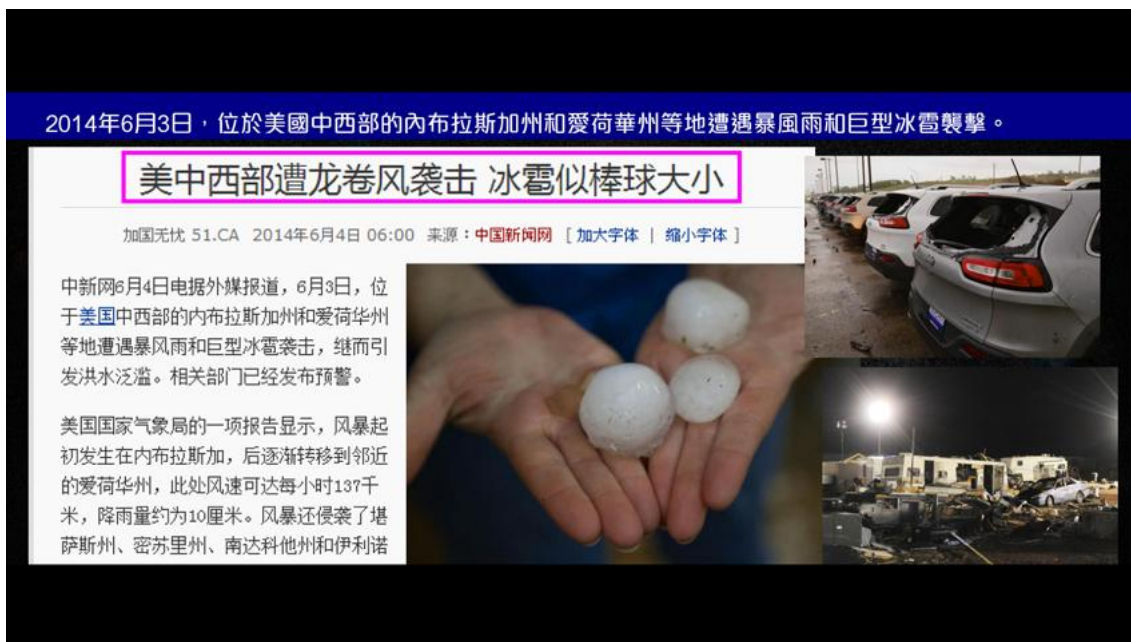 2014年6月3日，位於美國中西部的內布拉斯加州和愛荷華州等地遭遇暴風雨和巨型冰雹襲擊。
美中西部遭龙卷风袭击 冰雹似棒球大小
加国无忧 51.CA 2014年6月4日 06:00 来源：中国新闻网 [ 加大字体 | 缩小字体 ]
中新网6月4日电据外媒报道，6月3日，位
于美国中西部的内布拉斯加州和爱荷华州
等地遭遇暴风雨和巨型冰雹袭击，继而引
发洪水泛滥。相关部门已经发布预警。
美国国家气象局的一项报告显示，风暴起
初发生在内布拉斯加，后逐渐转移到邻近
的爱荷华州，此处风速可达每小时137千
米，降雨量约为10厘米。风暴还侵袭了堪
萨斯州、密苏里州、南达科他州和伊利诺